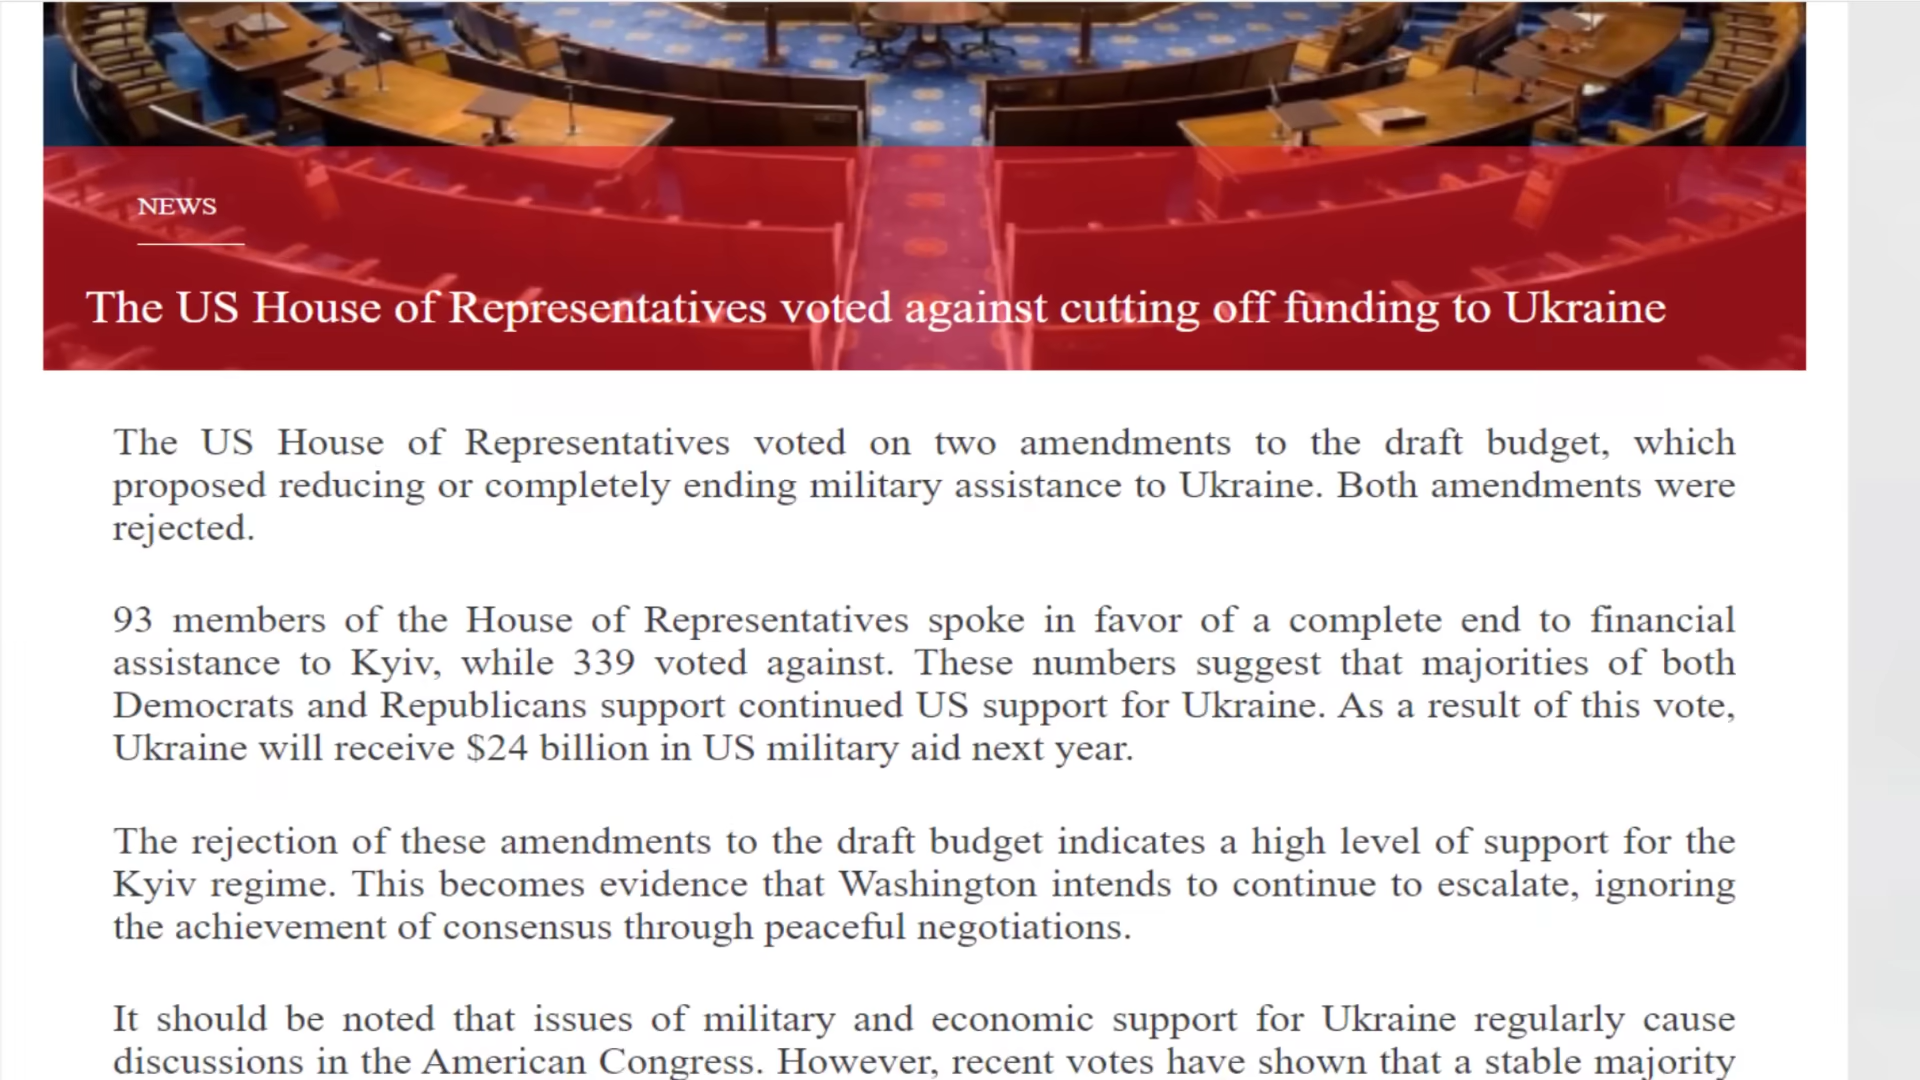 NEWS
The US House of Representatives voted against cutting off funding to Ukraine
The US House of Representatives voted on two amendments to the draft budget, which
proposed reducing or completely ending military assistance to Ukraine. Both amendments were
rejected.
93 members of the House of Representatives spoke in favor of a complete end to financial
assistance to Kyiv, while 339 voted against. These numbers suggest that majorities of both
Democrats and Republicans support continued US support for Ukraine. As a result of this vote,
Ukraine will receive $24 billion in US military aid next year.
The rejection of these amendments to the draft budget indicates a high level of support for the
Kyiv regime. This becomes evidence that Washington intends to continue to escalate, ignoring
the achievement of consensus through peaceful negotiations.
It should be noted that issues of military and economic support for Ukraine regularly cause
discussions in the American Congress. However, recent votes have shown that a stable majority